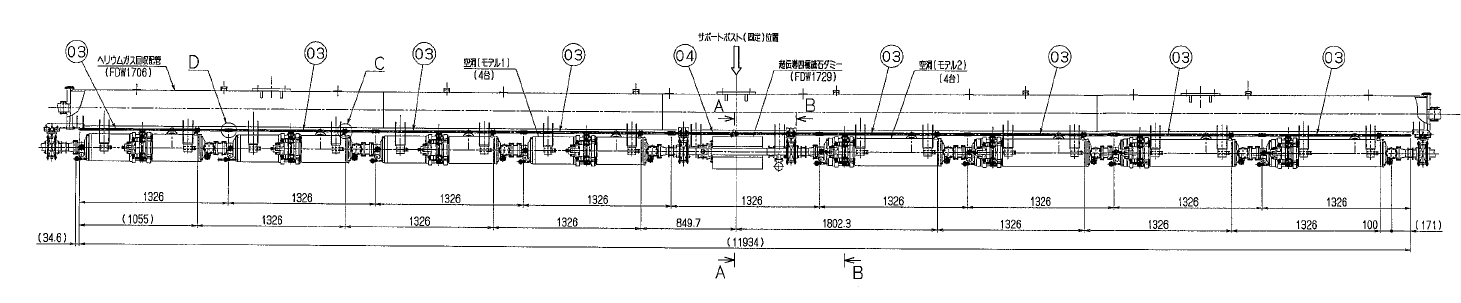 サポートポスト(固定)位置
03
03
03
03
04
03
03
03
03
ヘリウムガス回収配管
(FDW1706)
D
C
空洞(モデル1)
(4台)
超伝導四極磁石ダミー
(FDW1729)
空洞(モデル2)
(4台)
A
B
1326
1326
1326
1326
1326
1326
1326
1326
1326
(1055)
1326
1326
1326
849.7
1802.3
1326
1326
1326
100
(171)
(34.6)
(11934)
A
B